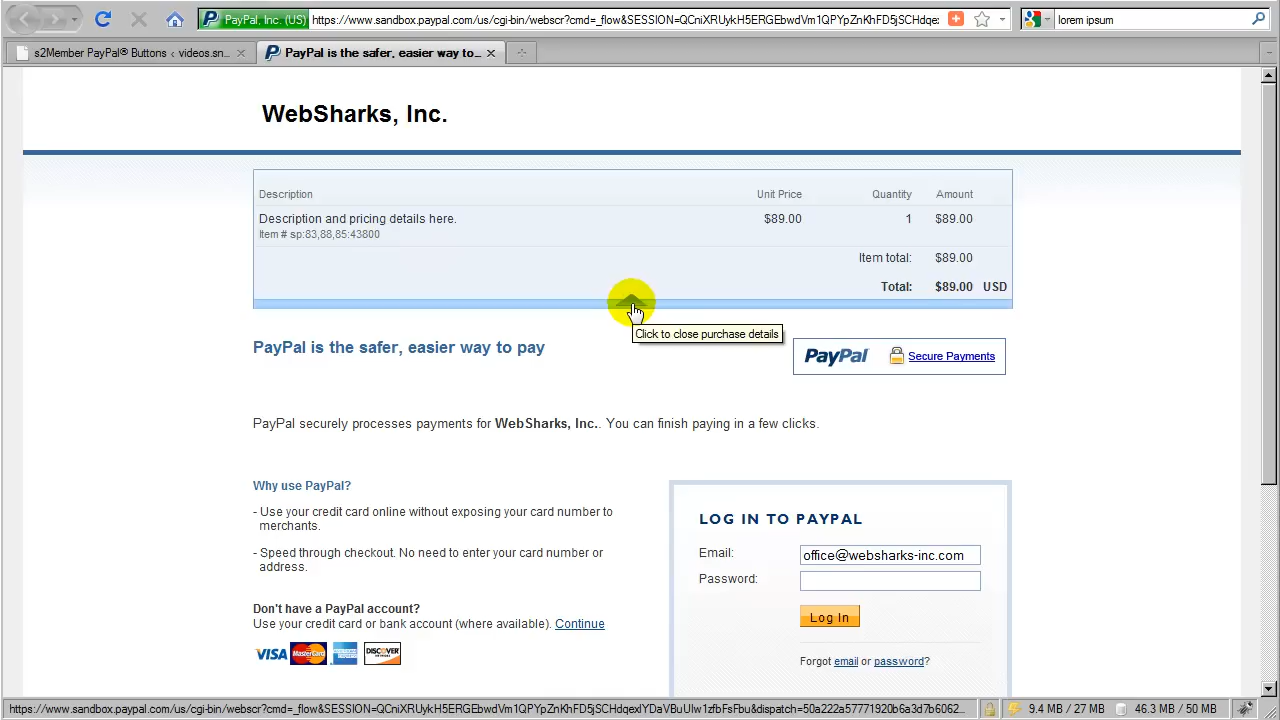 PayPal, Inc. (US)
https://www.sandbox.paypal.com/us/cgi-bin/webscr?cmd=_flow&SESSION=QCniXRUykH5ERGEbwdVm1QPYpZnKhFD5jSCHdqex
lorem ipsum
s2Member PayPal® Buttons ‹ videos.sn...
PayPal is the safer, easier way to...
WebSharks, Inc.
Description Unit Price Quantity Amount
Description and pricing details here. $89.00 1 $89.00
Item # sp:83,88,85:43800
Item total: $89.00
Total: $89.00 USD
Click to close purchase details
PayPal is the safer, easier way to pay
PayPal Secure Payments
PayPal securely processes payments for WebSharks, Inc.. You can finish paying in a few clicks.
Why use PayPal?
- Use your credit card online without exposing your card number to
merchants.
- Speed through checkout. No need to enter your card number or
address.
Don't have a PayPal account?
Use your credit card or bank account (where available). Continue
VISA MasterCard DISCOVER
LOG IN TO PAYPAL
Email: office@websharks-inc.com
Password:
Log In
Forgot email or password?
https://www.sandbox.paypal.com/us/cgi-bin/webscr?cmd=_flow&SESSION=QCniXRUykH5ERGEbwdVm1QPYpZnKhFD5jSCHdqexlYDaVBuUIw1zfbFsFbu&dispatch=50a222a57771920b6a3d7b6062...
9.4 MB / 27 MB
46.3 MB / 50 MB